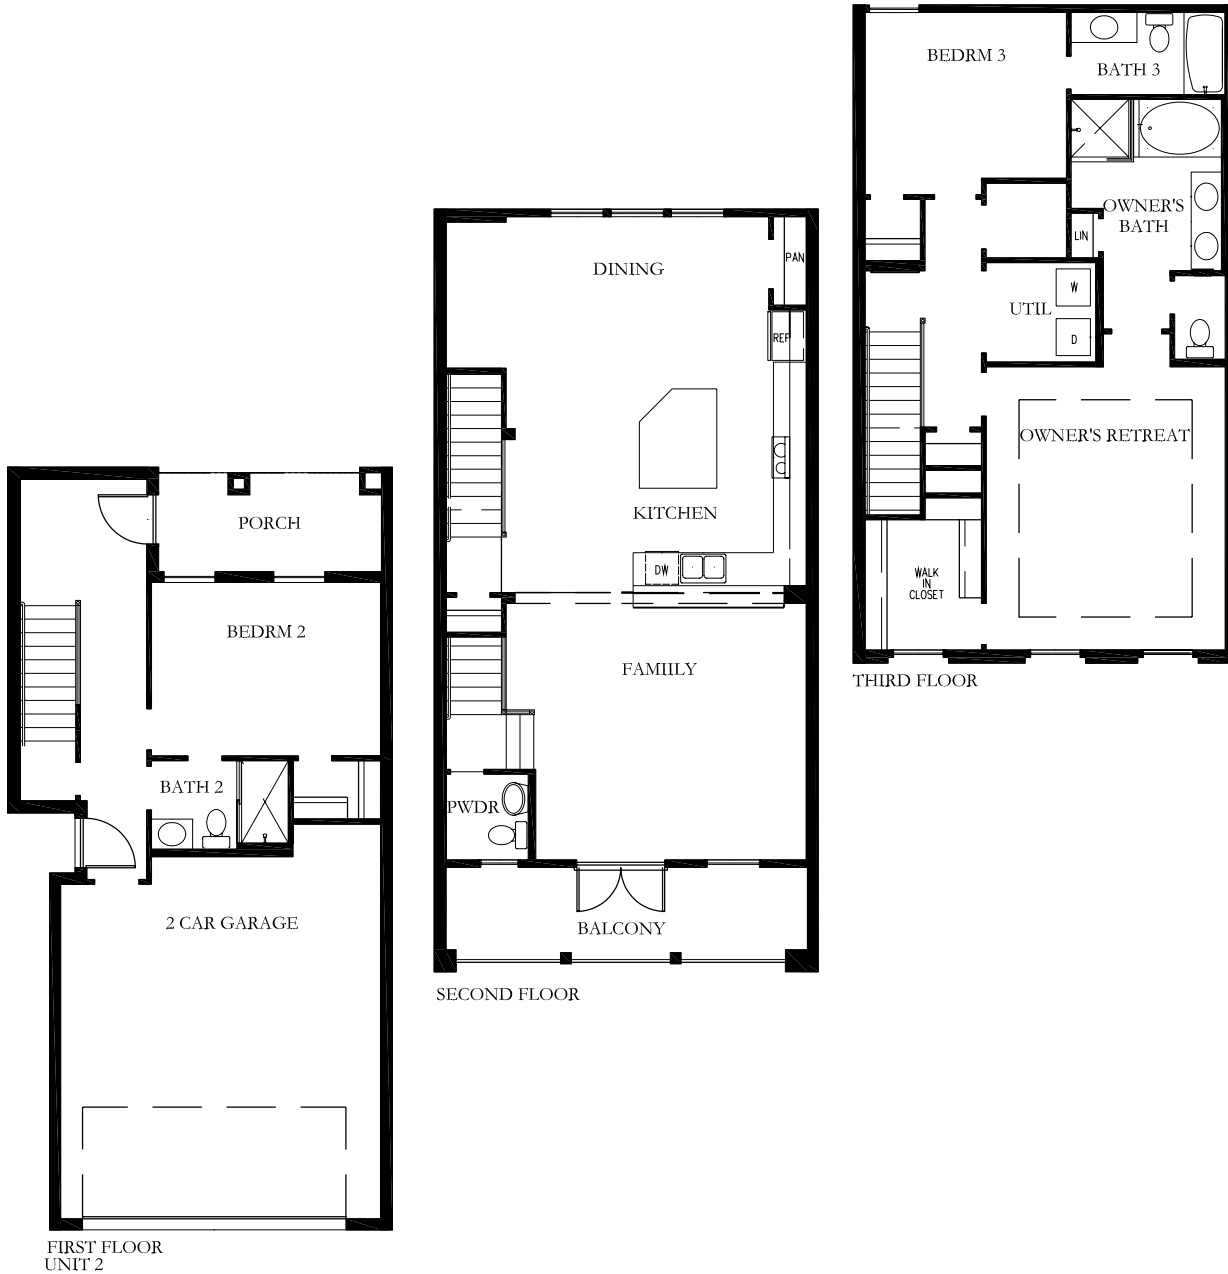 PORCH
BEDRM 2
BATH 2
2 CAR GARAGE
FIRST FLOOR
UNIT 2
DINING
PAN
REF
KITCHEN
DW
FAMIILY
PWDR
BALCONY
SECOND FLOOR
BEDRM 3
BATH 3
OWNER'S
BATH
LIN
UTIL
W
D
OWNER'S RETREAT
WALK
IN
CLOSET
THIRD FLOOR